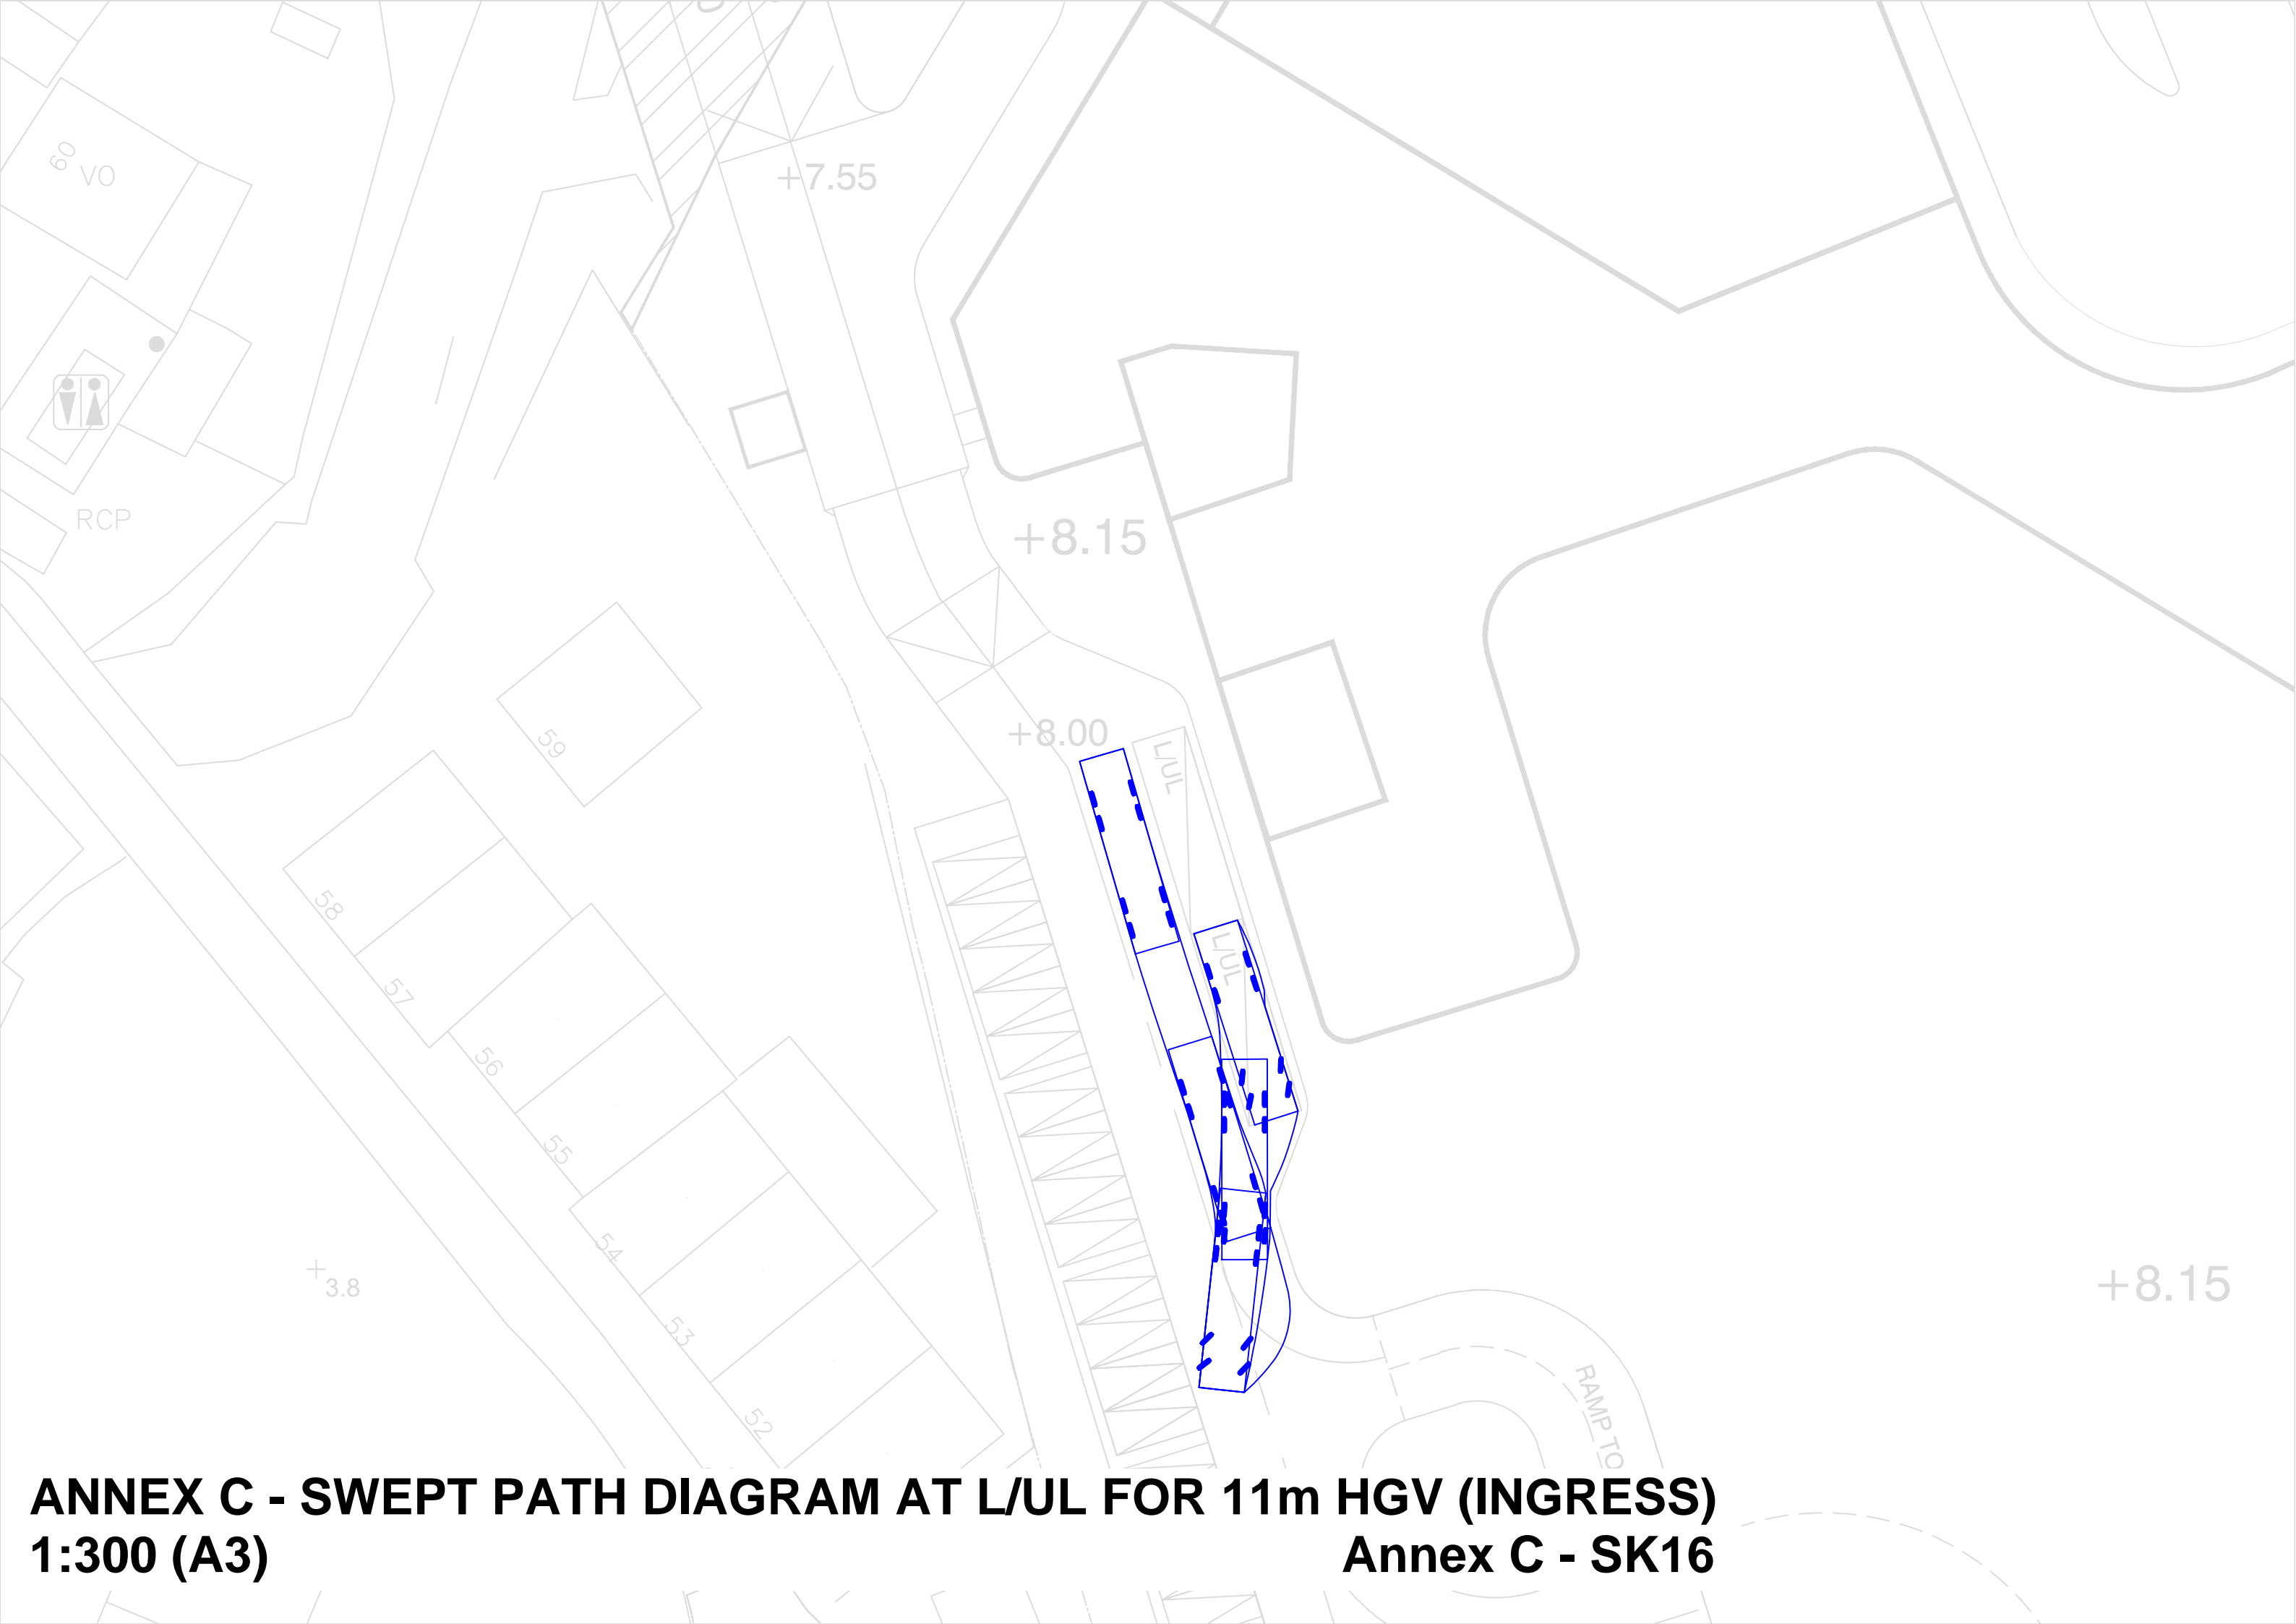 60
VO
+7.55
RCP
+8.15
59
+8.00
L/UL
58
L/UL
57
56
55
54
+
3.8
53
+8.15
52
RAMP TO
ANNEX C - SWEPT PATH DIAGRAM AT L/UL FOR 11m HGV (INGRESS)
1:300 (A3)
Annex C - SK16